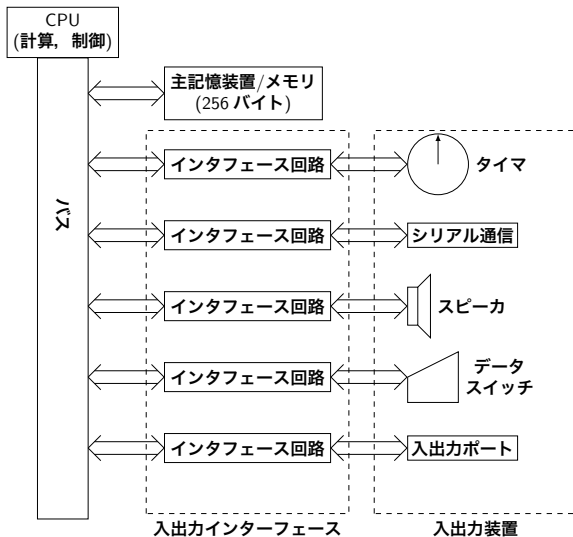 CPU
(計算，制御)
主記憶装置/メモリ
(256 バイト)
バス
インタフェース回路
タイマ
インタフェース回路
シリアル通信
インタフェース回路
スピーカ
インタフェース回路
データ
スイッチ
インタフェース回路
入出力ポート
入出力インターフェース
入出力装置